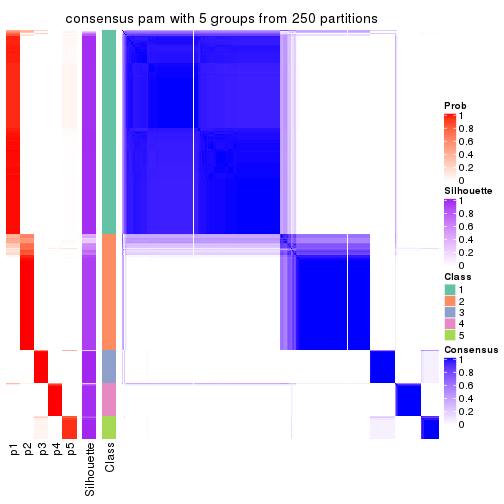 consensus pam with 5 groups from 250 partitions
Prob
1
0.8
0.6
0.4
0.2
0
Silhouette
1
0.8
0.6
0.4
0.2
0
Class
1
2
3
4
5
Consensus
1
0.8
0.6
0.4
0.2
0
p1
p2
p3
p4
p5
Silhouette
Class